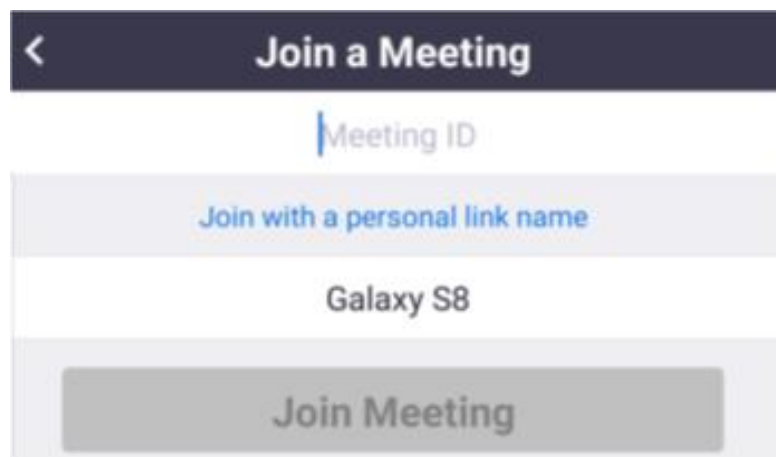 Join a Meeting
Meeting ID
Join with a personal link name
Galaxy S8
Join Meeting